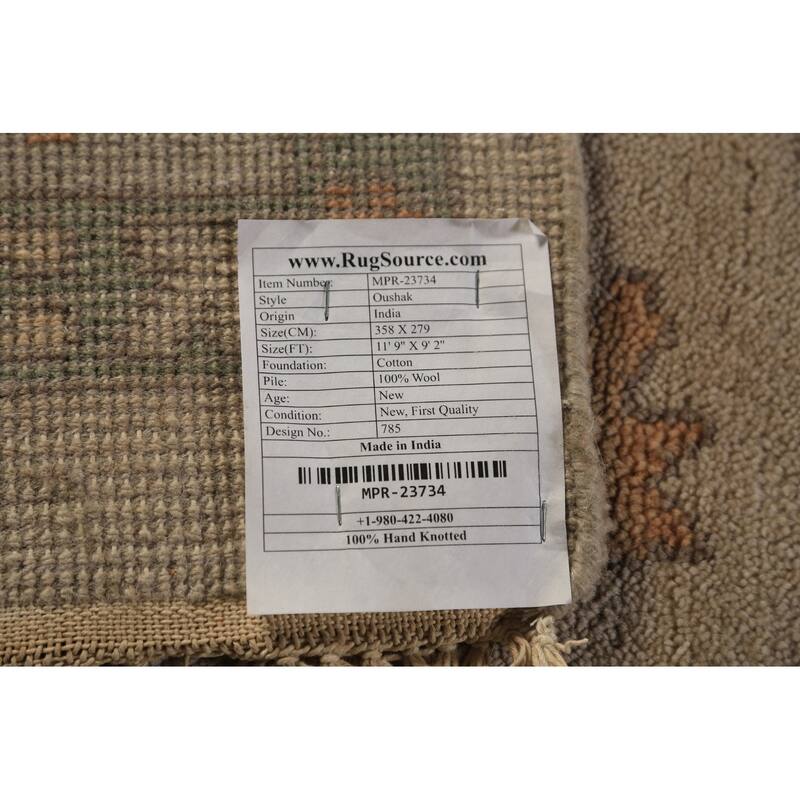 www.RugSource.com
Item Number: MPR-23734
Style Oushak
Origin India
Size(CM): 358 X 279
Size(FT): 11' 9" X 9' 2"
Foundation: Cotton
Pile: 100% Wool
Age: New
Condition: New, First Quality
Design No.: 785
Made in India
MPR-23734
+1-980-422-4080
100% Hand Knotted